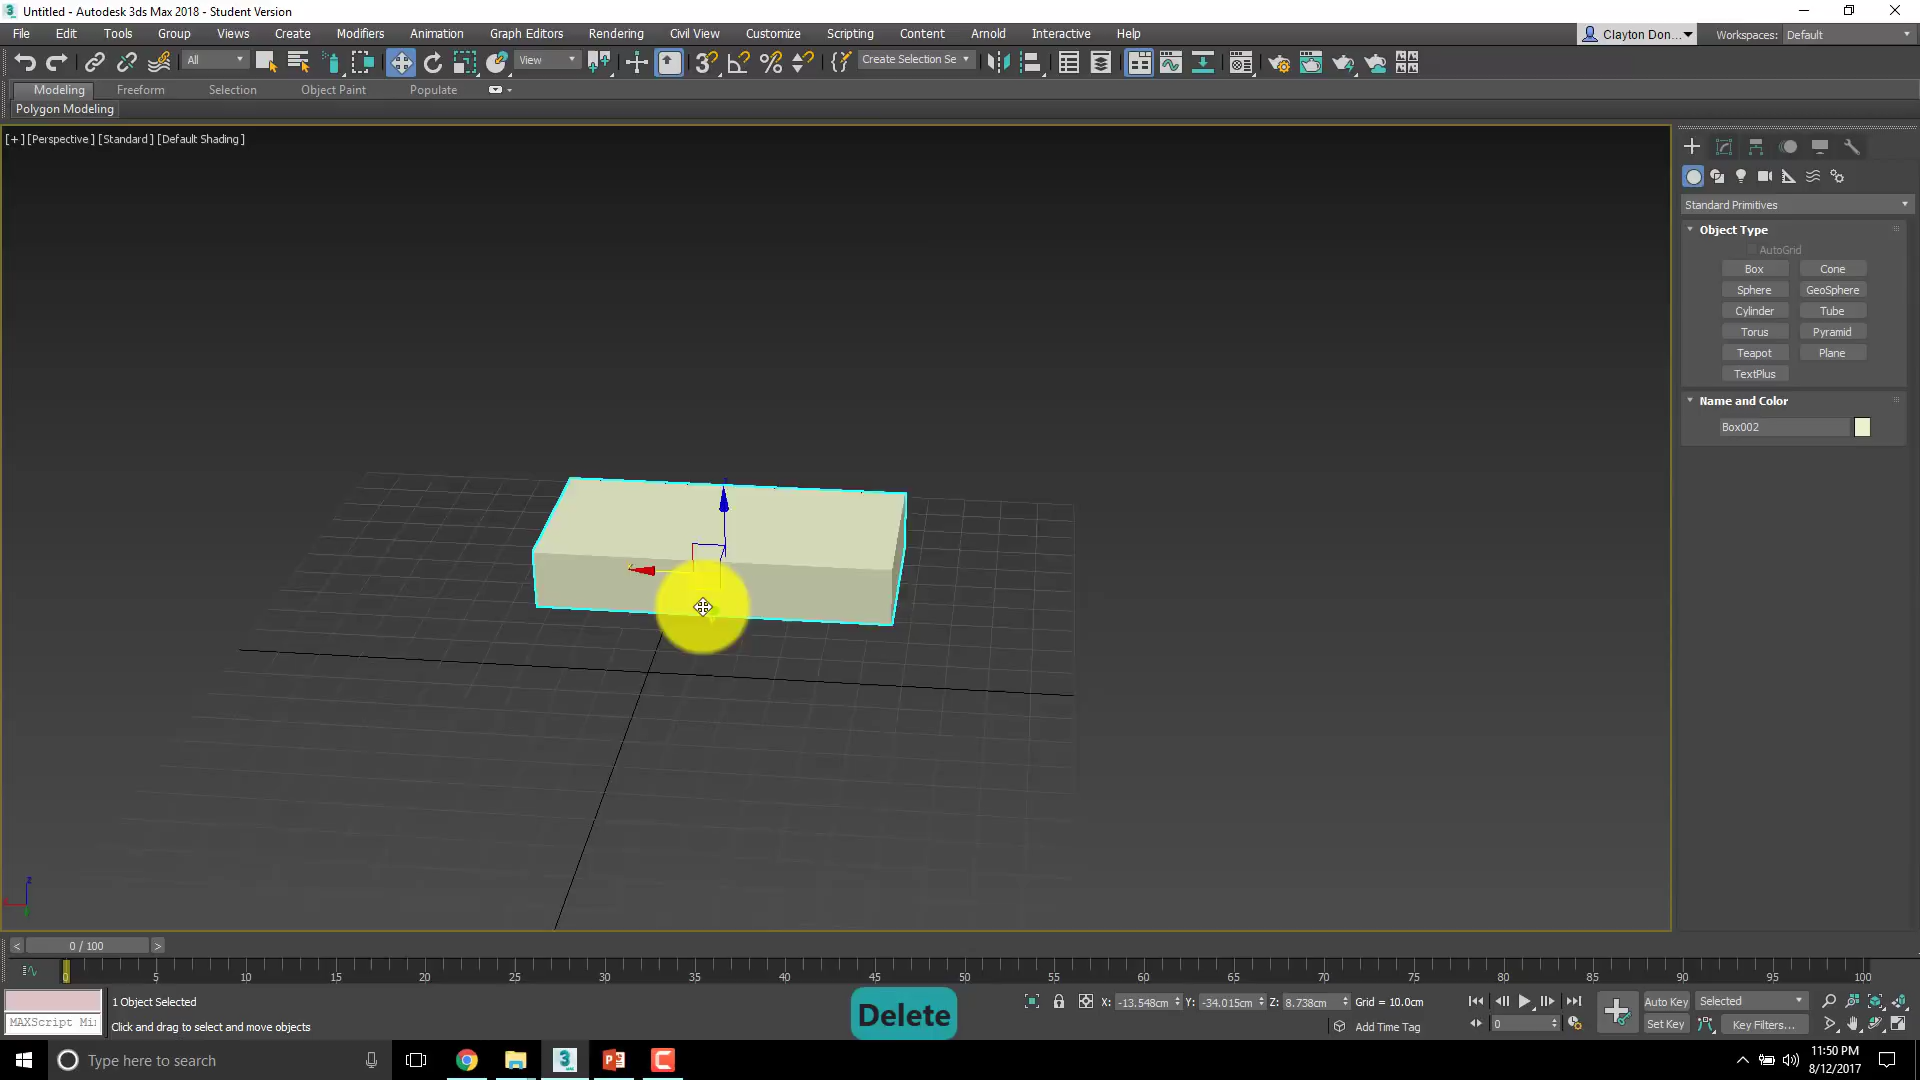 Untitled - Autodesk 3ds Max 2018 - Student Version
File Edit Tools Group Views Create Modifiers Animation Graph Editors Rendering Civil View Customize Scripting Content Arnold Interactive Help Clayton Don... Workspaces: Default
All View Create Selection Se
Modeling Freeform Selection Object Paint Populate
Polygon Modeling
[+] [Perspective] [Standard] [Default Shading]
Standard Primitives
Object Type
AutoGrid
Box Cone
Sphere GeoSphere
Cylinder Tube
Torus Pyramid
Teapot Plane
TextPlus
Name and Color
Box002
z
< 0 / 100 >
0 5 10 15 20 25 30 35 40 45 50 55 60 65 70 75 80 85 90 95 100
1 Object Selected X: -13.548cm Y: -34.015cm Z: 8.738cm Grid = 10.0cm Auto Key Selected
MAXScript Mi Click and drag to select and move objects Add Time Tag 0 Set Key Key Filters...
Delete
Type here to search
11:50 PM
8/12/2017